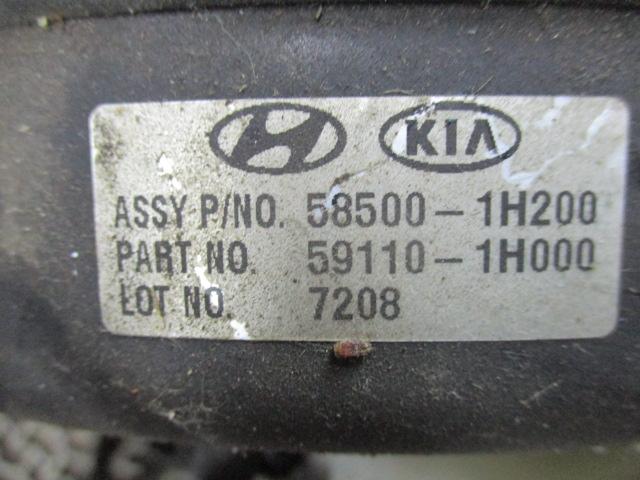 KIA
ASSY P/NO. 58500-1H200
PART NO. 59110-1H000
LOT NO. 7208